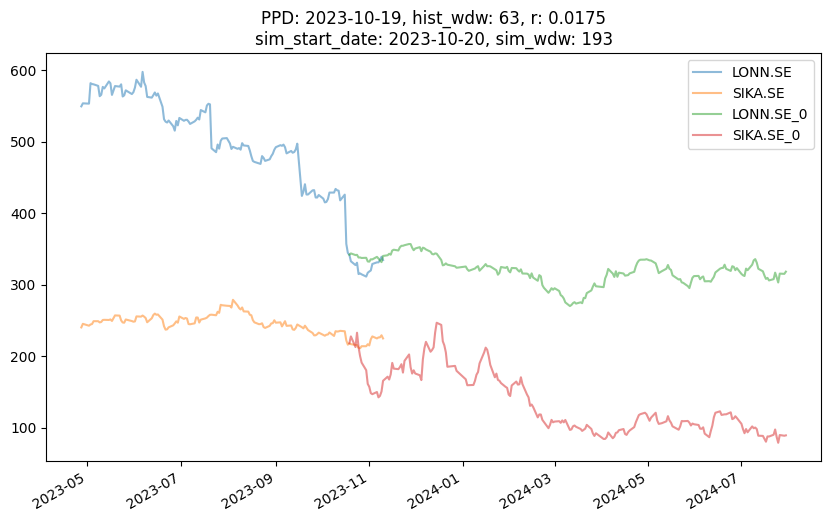 PPD: 2023-10-19, hist_wdw: 63, r: 0.0175
sim_start_date: 2023-10-20, sim_wdw: 193
LONN.SE
SIKA.SE
LONN.SE_0
SIKA.SE_0
600
500
400
300
200
100
2023-05
2023-07
2023-09
2023-11
2024-01
2024-03
2024-05
2024-07